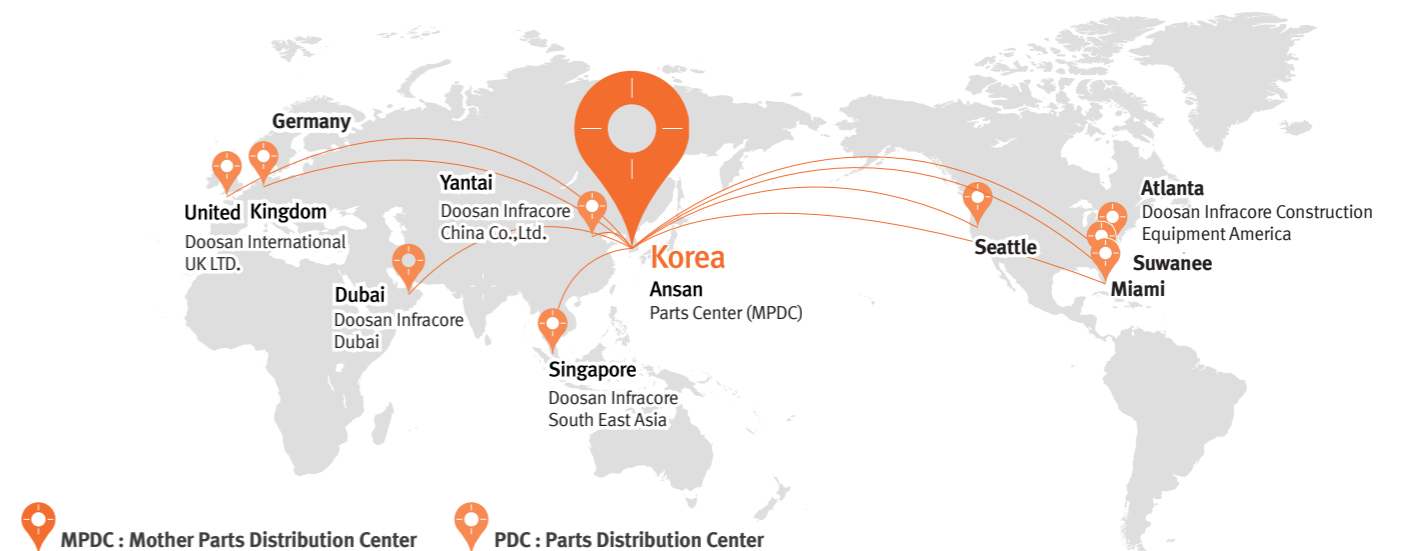 Germany
United Kingdom
Doosan International
UK LTD.
Yantai
Doosan Infracore
China Co.,Ltd.
Dubai
Doosan Infracore
Dubai
Korea
Ansan
Parts Center (MPDC)
Singapore
Doosan Infracore
South East Asia
Seattle
Atlanta
Doosan Infracore Construction
Equipment America
Suwanee
Miami
MPDC : Mother Parts Distribution Center
PDC : Parts Distribution Center